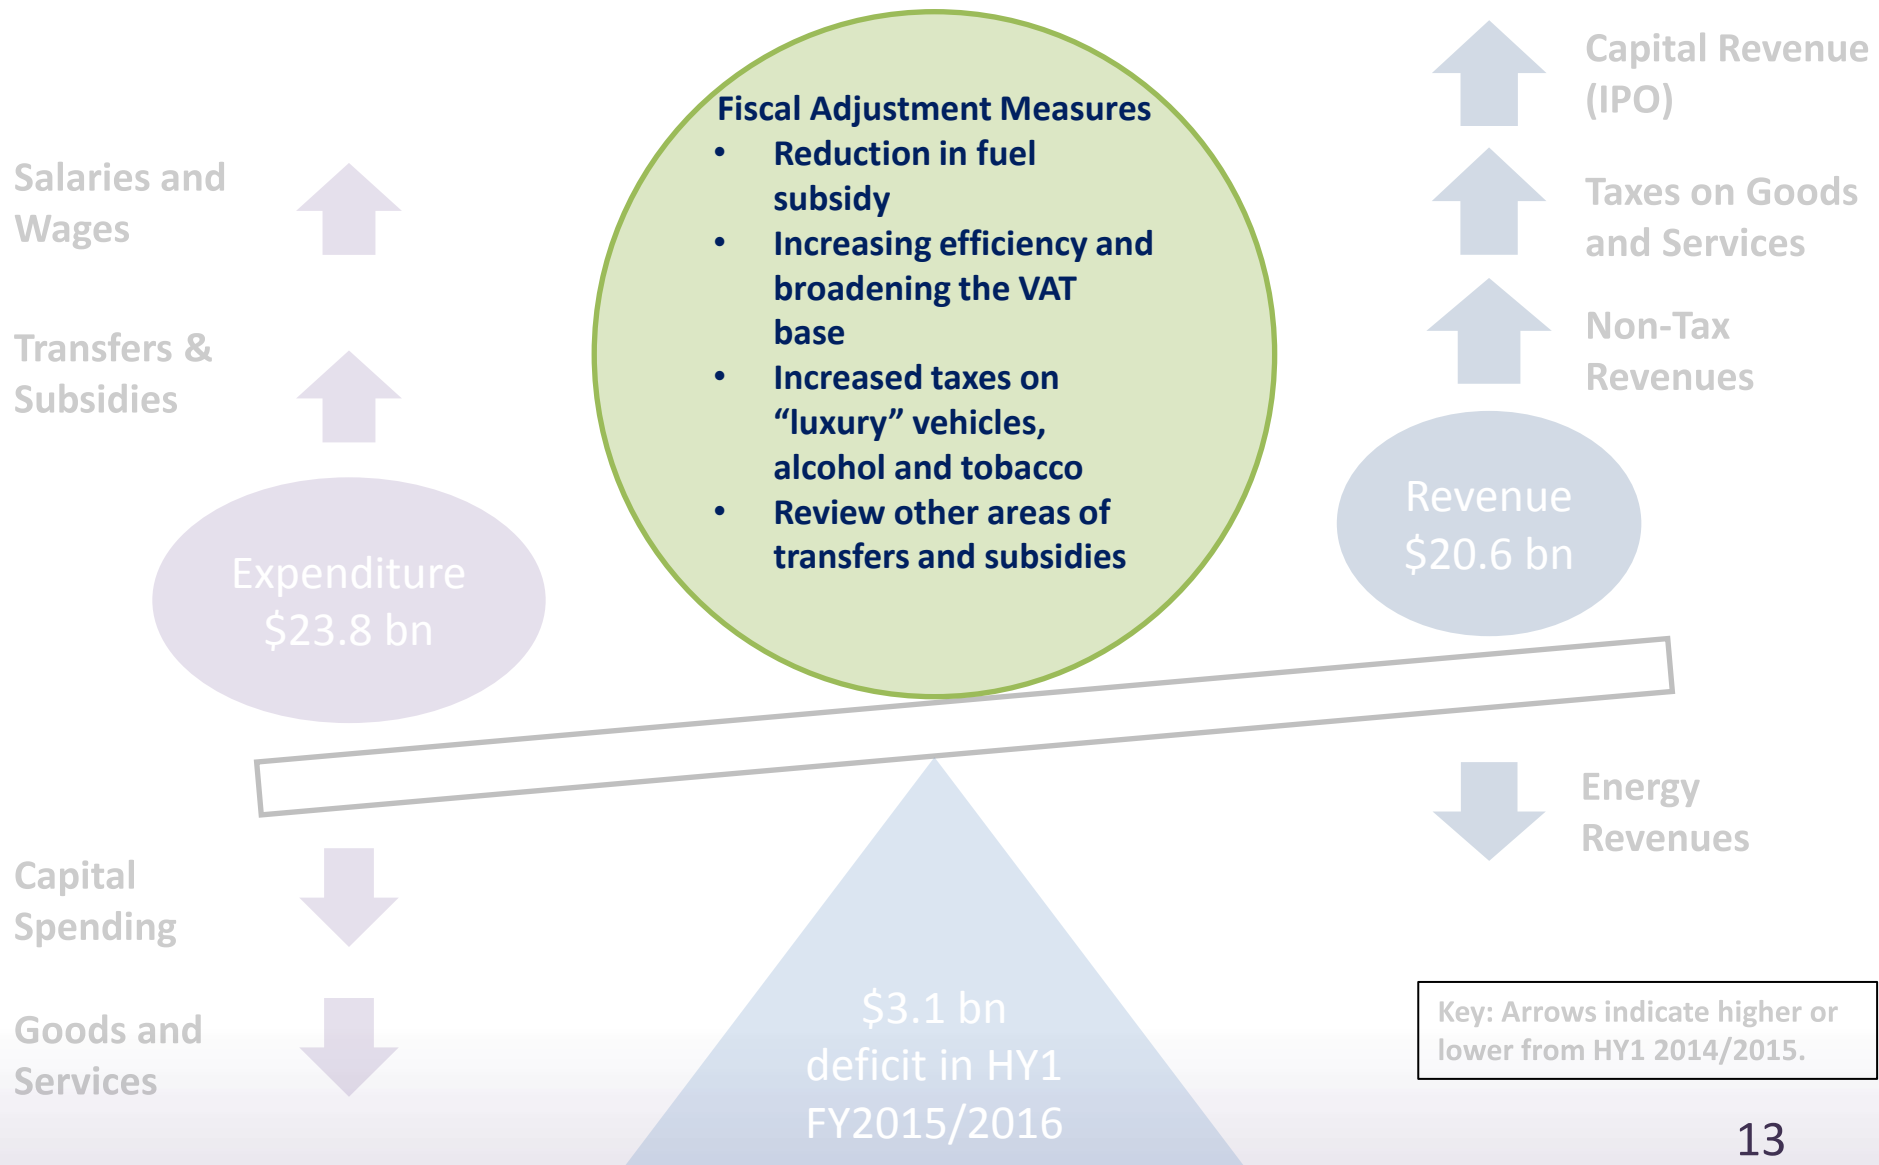 Fiscal Adjustment Measures
• Reduction in fuel
subsidy
• Increasing efficiency and
broadening the VAT
base
• Increased taxes on
“luxury” vehicles,
alcohol and tobacco
• Review other areas of
transfers and subsidies
Salaries and
Wages
Transfers &
Subsidies
Expenditure
$23.8 bn
Capital
Spending
Goods and
Services
Capital Revenue
(IPO)
Taxes on Goods
and Services
Non-Tax
Revenues
Revenue
$20.6 bn
Energy
Revenues
$3.1 bn
deficit in HY1
FY2015/2016
Key: Arrows indicate higher or
lower from HY1 2014/2015.
13